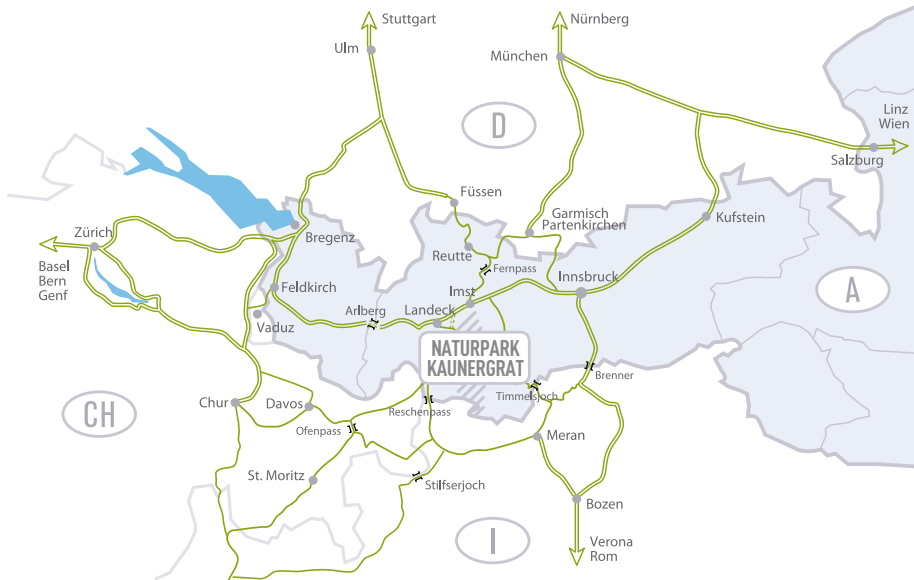 Stuttgart
Nürnberg
Ulm
München
D
Linz
Wien
Salzburg
Füssen
Garmisch
Partenkirchen
Kufstein
Zürich
Bregenz
Reutte
Fernpass
Basel
Bern
Genf
Feldkirch
Imst
Innsbruck
A
Arlberg
Landeck
Vaduz
NATURPARK
KAUNERGRAT
Brenner
CH
Chur
Davos
Reschenpass
Timmelsjoch
Ofenpass
Meran
St. Moritz
Stilfserjoch
Bozen
I
Verona
Rom